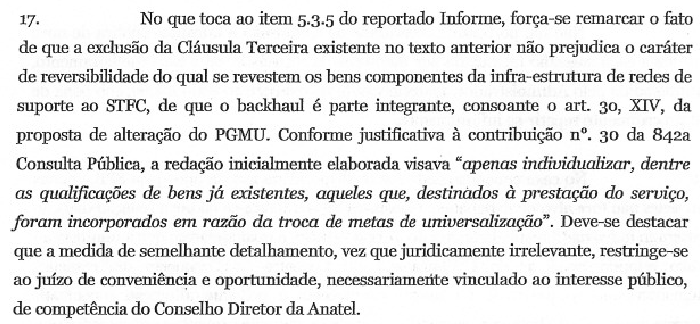 17. No que toca ao item 5.3.5 do reportado Informe, força-se remarcar o fato
de que a exclusão da Cláusula Terceira existente no texto anterior não prejudica o caráter
de reversibilidade do qual se revestem os bens componentes da infra-estrutura de redes de
suporte ao STFC, de que o backhaul é parte integrante, consoante o art. 3o, XIV, da
proposta de alteração do PGMU. Conforme justificativa à contribuição nº. 30 da 842a
Consulta Pública, a redação inicialmente elaborada visava “apenas individualizar, dentre
as qualificações de bens já existentes, aqueles que, destinados à prestação do serviço,
foram incorporados em razão da troca de metas de universalização”. Deve-se destacar
que a medida de semelhante detalhamento, vez que juridicamente irrelevante, restringe-se
ao juízo de conveniência e oportunidade, necessariamente vinculado ao interesse público,
de competência do Conselho Diretor da Anatel.